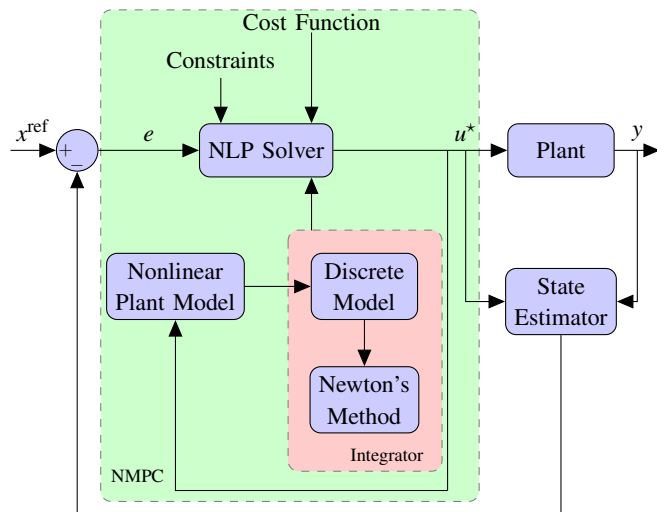 Cost Function
Constraints
x^ref
+
−
e
NLP Solver
u*
Plant
y
Nonlinear
Plant Model
Discrete
Model
State
Estimator
Newton's
Method
Integrator
NMPC